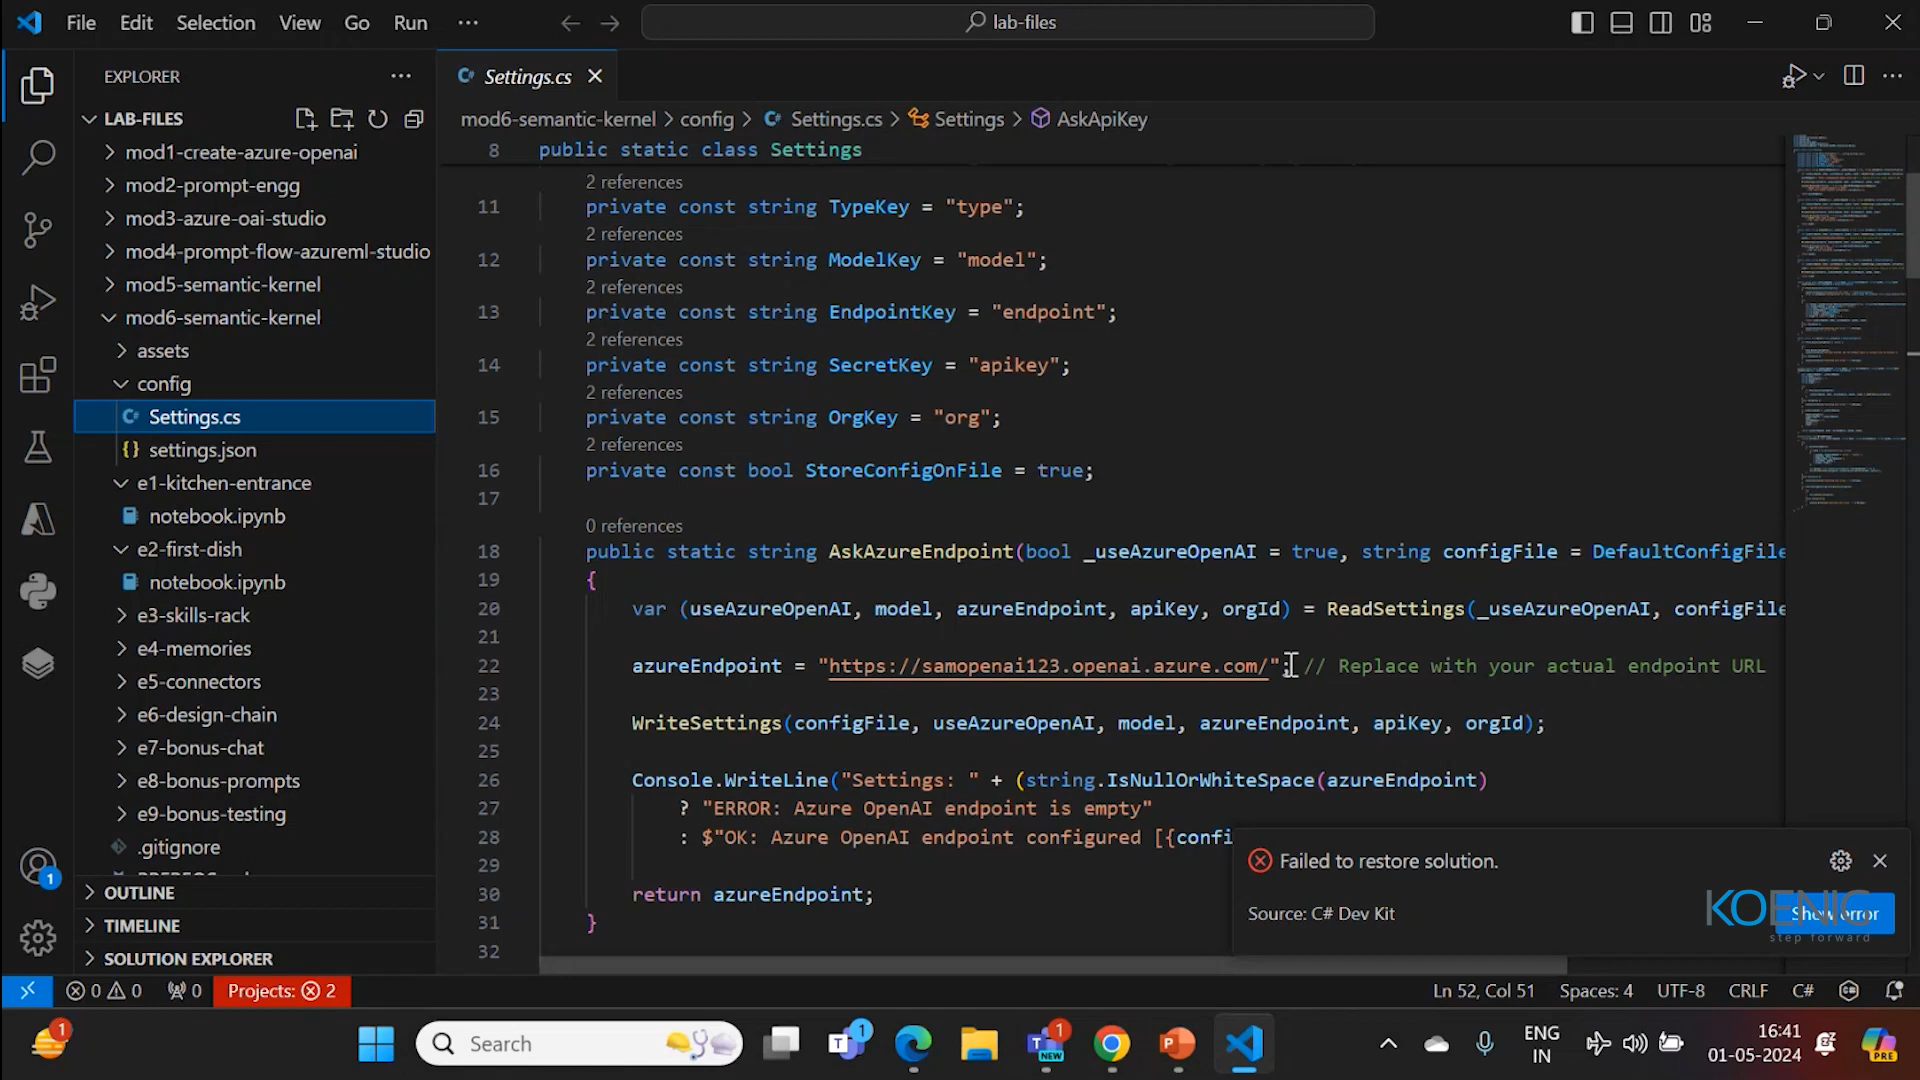 File Edit Selection View Go Run ··· lab-files
EXPLORER
LAB-FILES
mod1-create-azure-openai
mod2-prompt-engg
mod3-azure-oai-studio
mod4-prompt-flow-azureml-studio
mod5-semantic-kernel
mod6-semantic-kernel
assets
config
Settings.cs
settings.json
e1-kitchen-entrance
notebook.ipynb
e2-first-dish
notebook.ipynb
e3-skills-rack
e4-memories
e5-connectors
e6-design-chain
e7-bonus-chat
e8-bonus-prompts
e9-bonus-testing
.gitignore
OUTLINE
TIMELINE
SOLUTION EXPLORER
Settings.cs
mod6-semantic-kernel > config > Settings.cs > Settings > AskApiKey
8 public static class Settings
2 references
11 private const string TypeKey = "type";
2 references
12 private const string ModelKey = "model";
2 references
13 private const string EndpointKey = "endpoint";
2 references
14 private const string SecretKey = "apikey";
2 references
15 private const string OrgKey = "org";
2 references
16 private const bool StoreConfigOnFile = true;
17
0 references
18 public static string AskAzureEndpoint(bool _useAzureOpenAI = true, string configFile = DefaultConfigFile
19 {
20 var (useAzureOpenAI, model, azureEndpoint, apiKey, orgId) = ReadSettings(_useAzureOpenAI, configFile
21
22 azureEndpoint = "https://samopenai123.openai.azure.com/"; // Replace with your actual endpoint URL
23
24 WriteSettings(configFile, useAzureOpenAI, model, azureEndpoint, apiKey, orgId);
25
26 Console.WriteLine("Settings: " + (string.IsNullOrWhiteSpace(azureEndpoint)
27 ? "ERROR: Azure OpenAI endpoint is empty"
28 : $"OK: Azure OpenAI endpoint configured [{confi
29
30 return azureEndpoint;
31 }
32
Failed to restore solution.
Source: C# Dev Kit
Show error
KOENIG
step forward
1
0 0 0 Projects: 2 Ln 52, Col 51 Spaces: 4 UTF-8 CRLF C#
1 Search 1 1 NEW ENG IN 16:41 01-05-2024 PRE